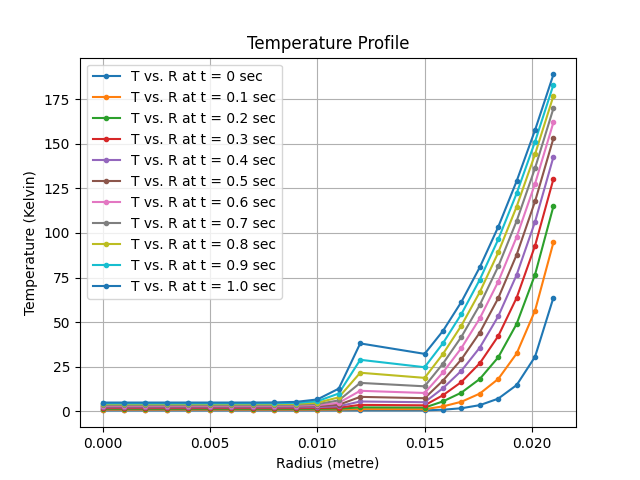 Temperature Profile
T vs. R at t = 0 sec
T vs. R at t = 0.1 sec
T vs. R at t = 0.2 sec
T vs. R at t = 0.3 sec
T vs. R at t = 0.4 sec
T vs. R at t = 0.5 sec
T vs. R at t = 0.6 sec
T vs. R at t = 0.7 sec
T vs. R at t = 0.8 sec
T vs. R at t = 0.9 sec
T vs. R at t = 1.0 sec
Temperature (Kelvin)
175
150
125
100
75
50
25
0
0.000 0.005 0.010 0.015 0.020
Radius (metre)